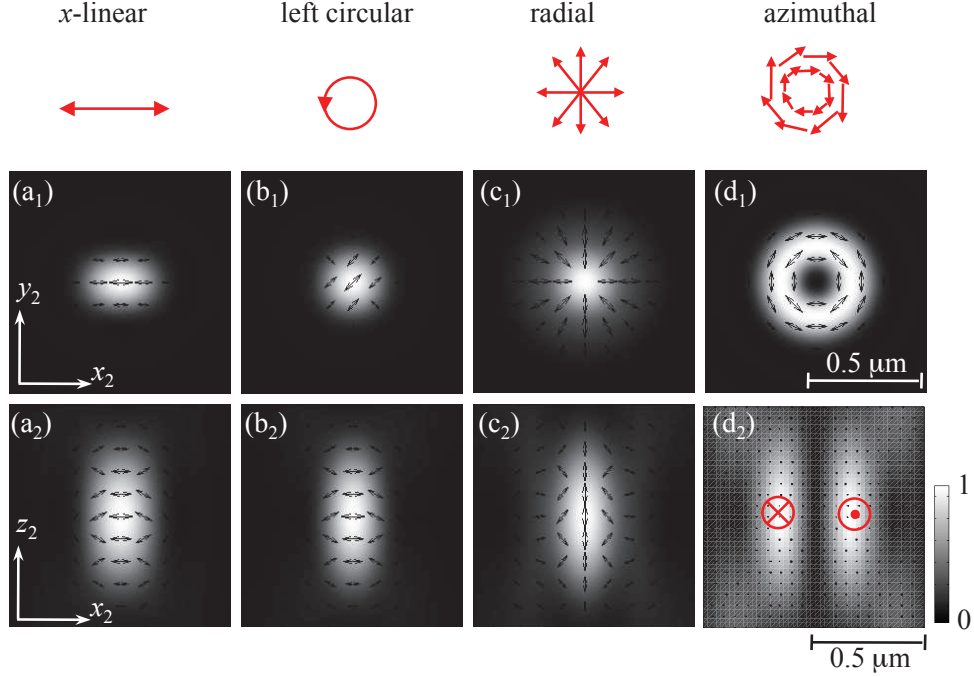 x-linear left circular radial azimuthal
(a₁) (b₁) (c₁) (d₁)
y₂
x₂
0.5 µm
(a₂) (b₂) (c₂) (d₂)
1
z₂
x₂
0
0.5 µm